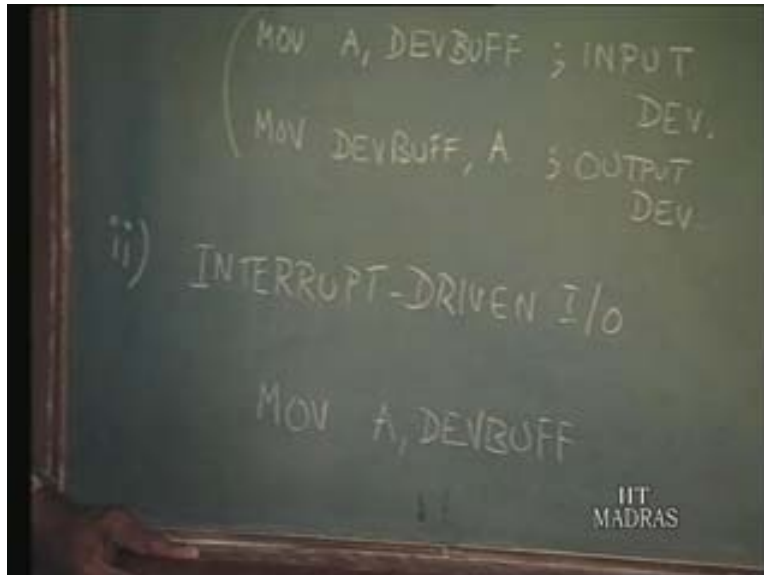 MOV A, DEVBUFF ; INPUT
DEV.
MOV DEVBUFF, A ; OUTPUT
DEV
ii) INTERRUPT-DRIVEN I/O
MOV A, DEVBUFF
IIT
MADRAS